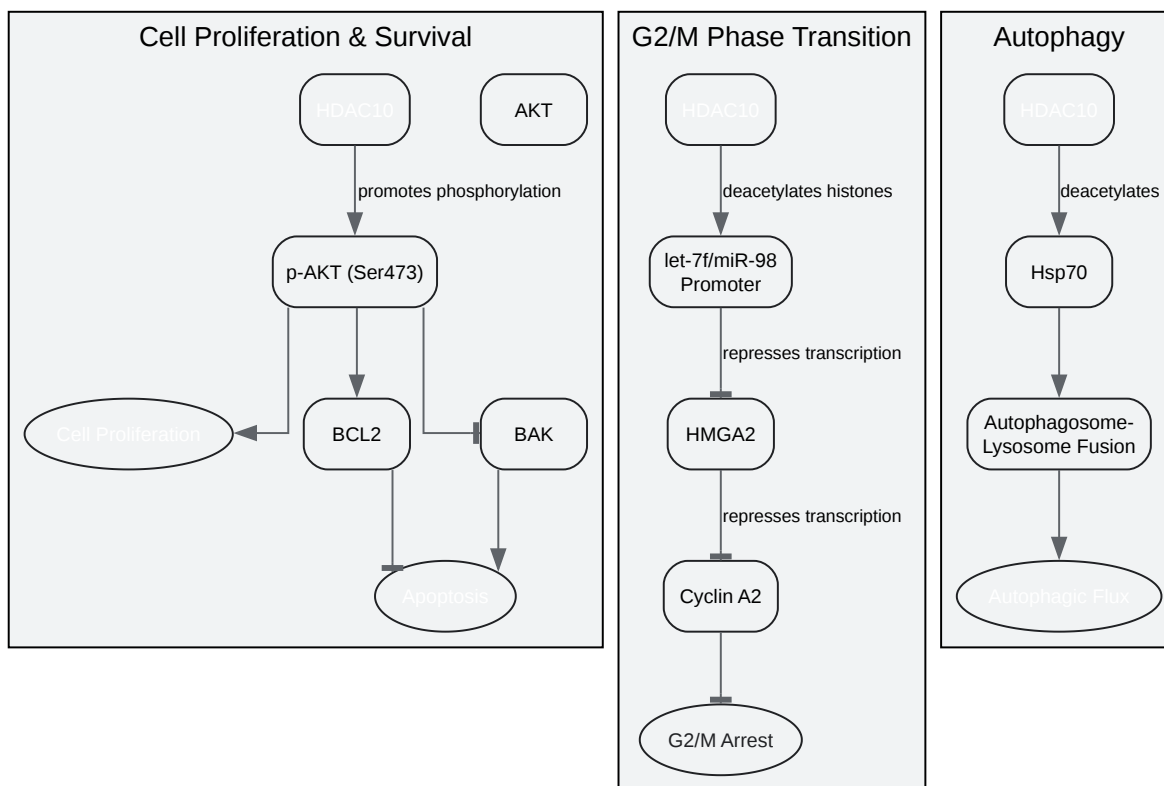 Cell Proliferation & Survival
HDAC10
AKT
promotes phosphorylation
p-AKT (Ser473)
Cell Proliferation
BCL2
BAK
Apoptosis
G2/M Phase Transition
HDAC10
deacetylates histones
let-7f/miR-98
Promoter
represses transcription
HMGA2
represses transcription
Cyclin A2
G2/M Arrest
Autophagy
HDAC10
deacetylates
Hsp70
Autophagosome-
Lysosome Fusion
Autophagic Flux